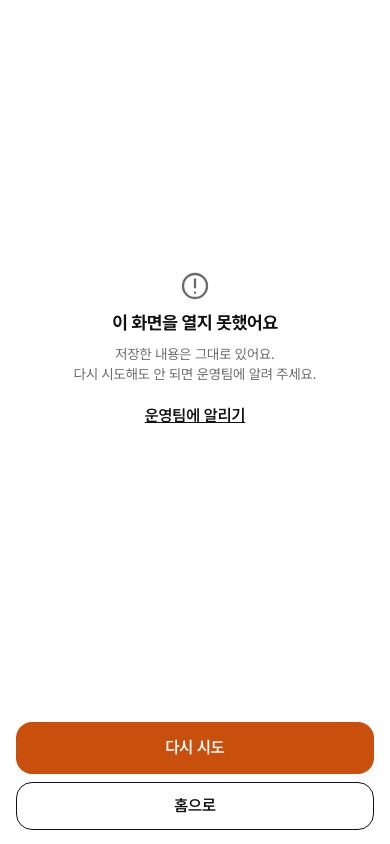 이 화면을 열지 못했어요
저장한 내용은 그대로 있어요.
다시 시도해도 안 되면 운영팀에 알려 주세요.
운영팀에 알리기
다시 시도
홈으로